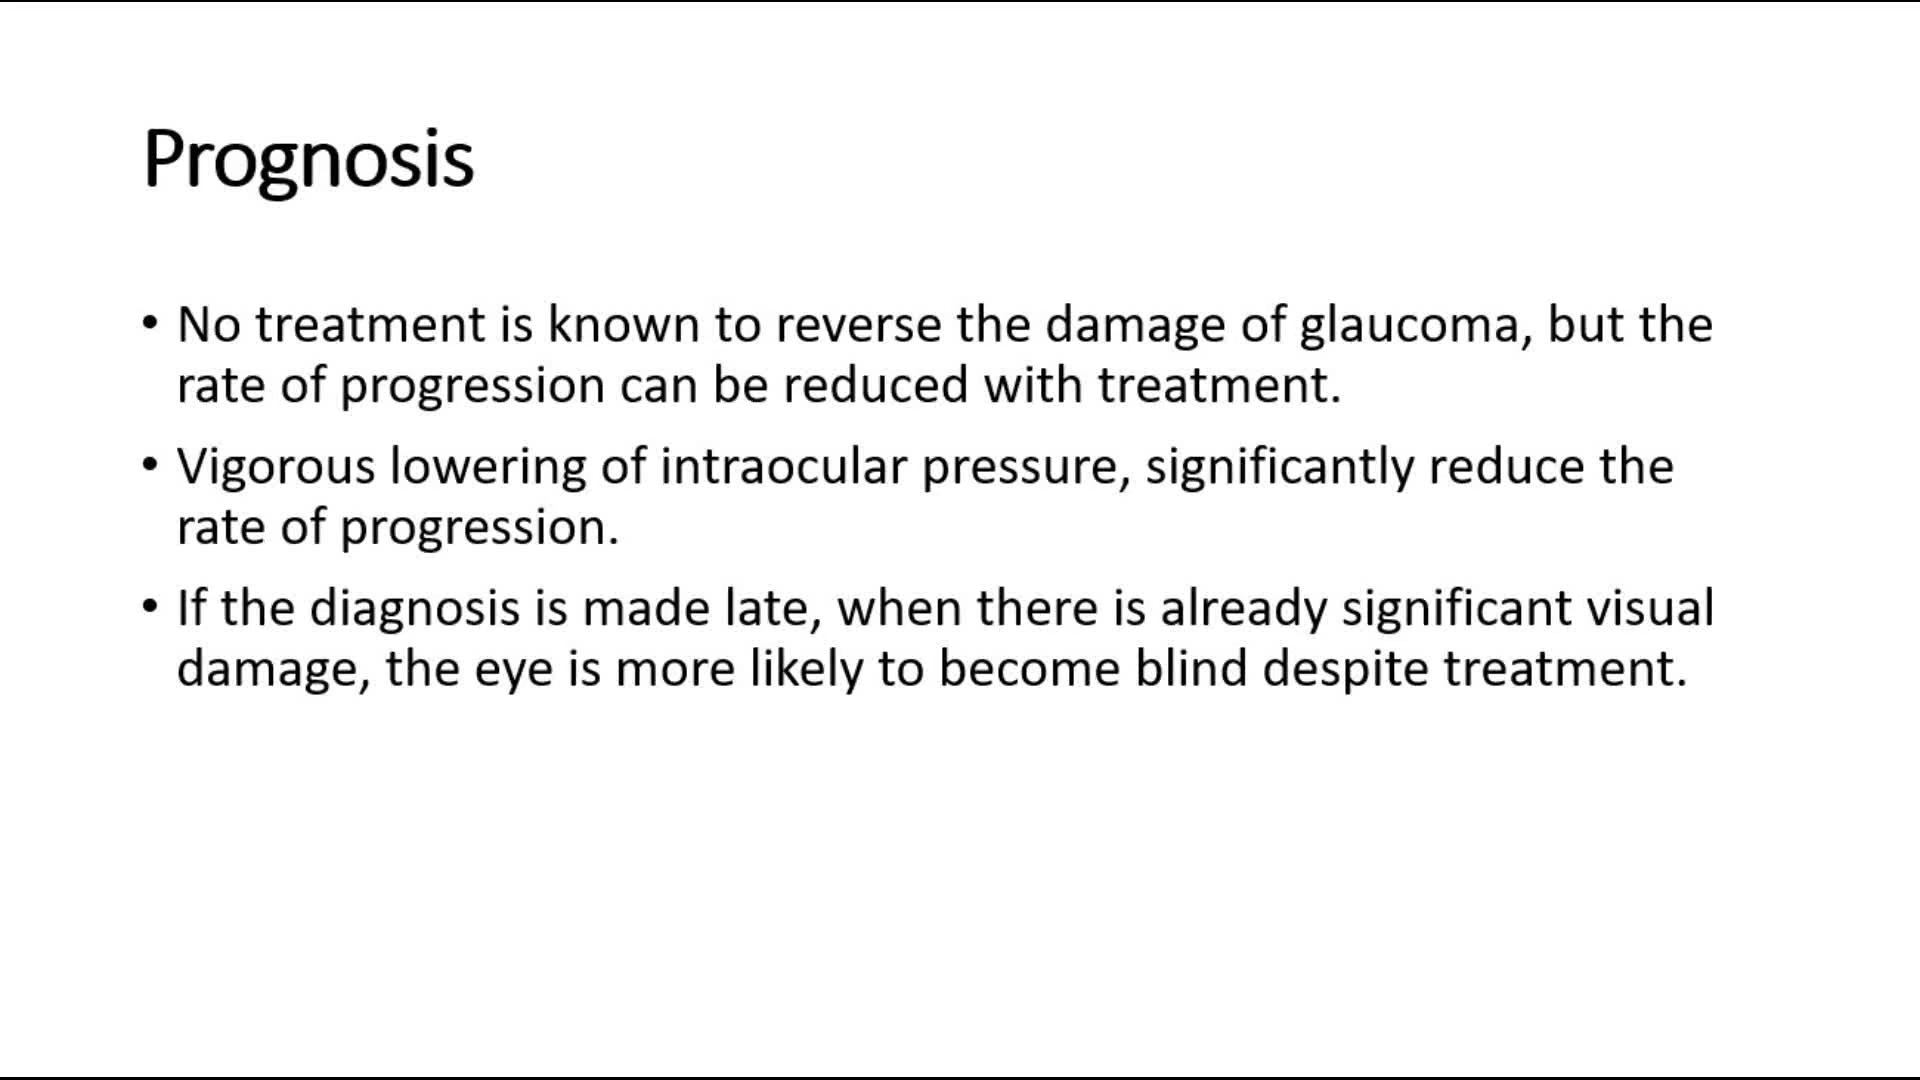 Prognosis
• No treatment is known to reverse the damage of glaucoma, but the
rate of progression can be reduced with treatment.
• Vigorous lowering of intraocular pressure, significantly reduce the
rate of progression.
• If the diagnosis is made late, when there is already significant visual
damage, the eye is more likely to become blind despite treatment.